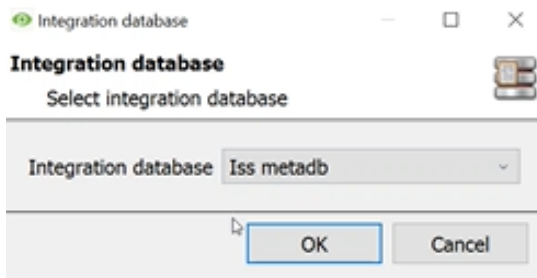 Integration database
Integration database
Select integration database
Integration database Iss metadb
OK Cancel